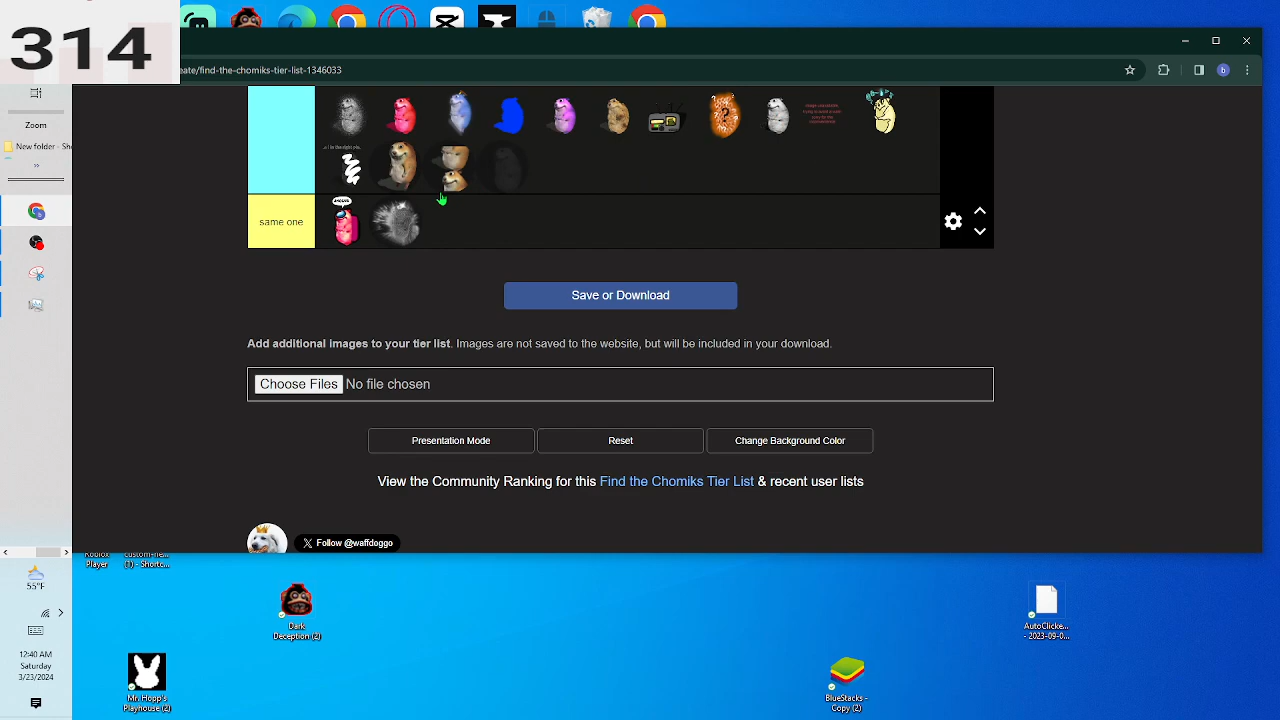 314
eate/find-the-chomiks-tier-list-1346033
Zoom
New folder - Sho
»
?
same one
Save or Download
Add additional images to your tier list. Images are not saved to the website, but will be included in your download.
Choose Files No file chosen
Presentation Mode
Reset
Change Background Color
View the Community Ranking for this Find the Chomiks Tier List & recent user lists
Follow @waffdoggo
Roblox
Player
(1) - Shortc...
55°F
12:40 AM
Saturday
3/23/2024
Dark
Deception (2)
Mr. Hopp's
Playhouse (2)
BlueStacks -
Copy (2)
AutoClicke...
- 2023-09-0...